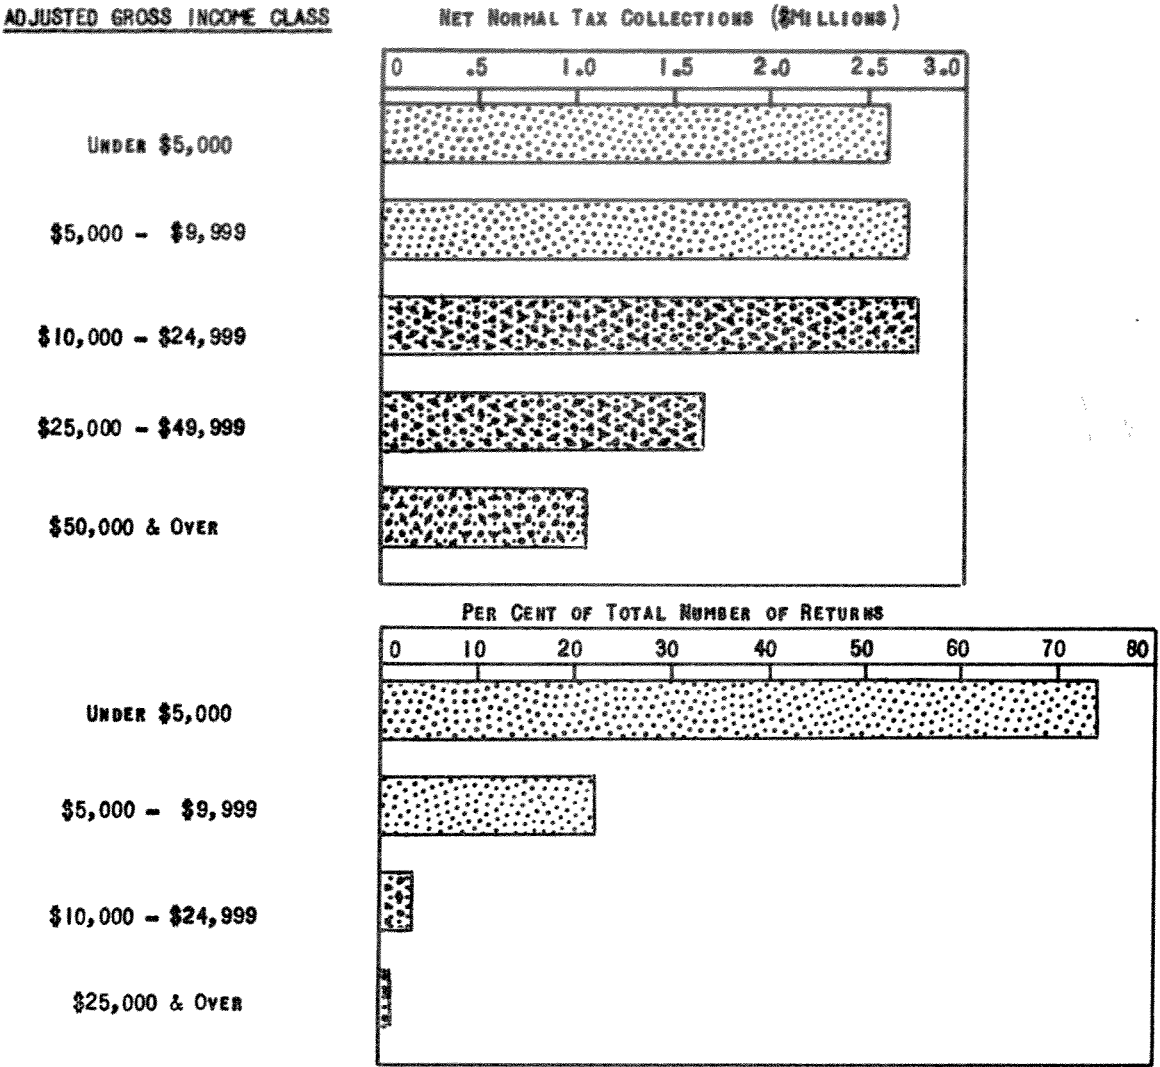 ADJUSTED GROSS INCOME CLASS NET NORMAL TAX COLLECTIONS ($MILLIONS)
0 .5 1.0 1.5 2.0 2.5 3.0
UNDER $5,000
$5,000 - $9,999
$10,000 - $24,999
$25,000 - $49,999
$50,000 & OVER
PER CENT OF TOTAL NUMBER OF RETURNS
0 10 20 30 40 50 60 70 80
UNDER $5,000
$5,000 - $9,999
$10,000 - $24,999
$25,000 & OVER